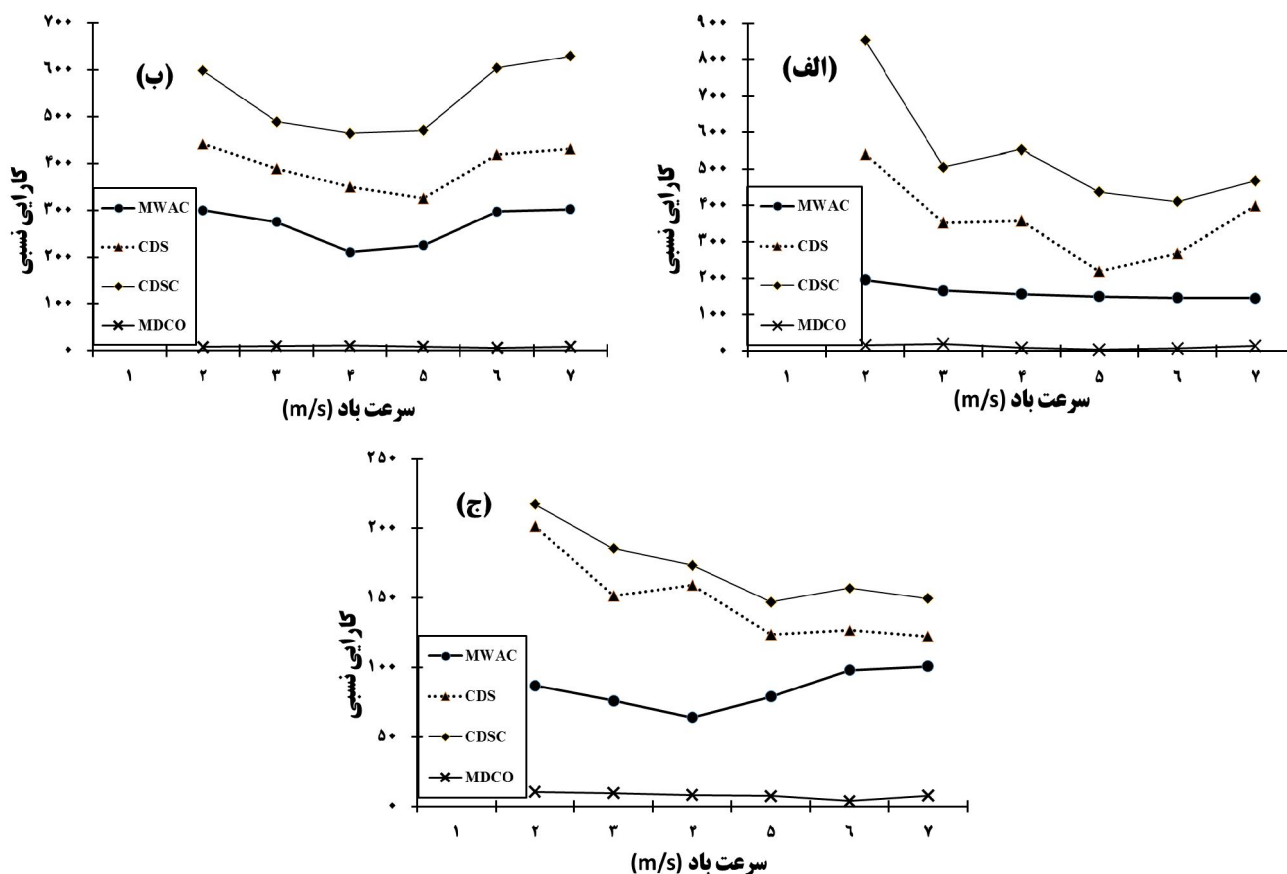 (الف)
کارایی نسبی
۹۰۰
۸۰۰
۷۰۰
۶۰۰
۵۰۰
۴۰۰
۳۰۰
۲۰۰
۱۰۰
۰
MWAC
CDS
CDSC
MDCO
۱ ۲ ۳ ۴ ۵ ۶ ۷
سرعت باد (m/s)
(ب)
کارایی نسبی
۷۰۰
۶۰۰
۵۰۰
۴۰۰
۳۰۰
۲۰۰
۱۰۰
۰
MWAC
CDS
CDSC
MDCO
۱ ۲ ۳ ۴ ۵ ۶ ۷
سرعت باد (m/s)
(ج)
کارایی نسبی
۲۵۰
۲۰۰
۱۵۰
۱۰۰
۵۰
۰
MWAC
CDS
CDSC
MDCO
۱ ۲ ۳ ۴ ۵ ۶ ۷
سرعت باد (m/s)